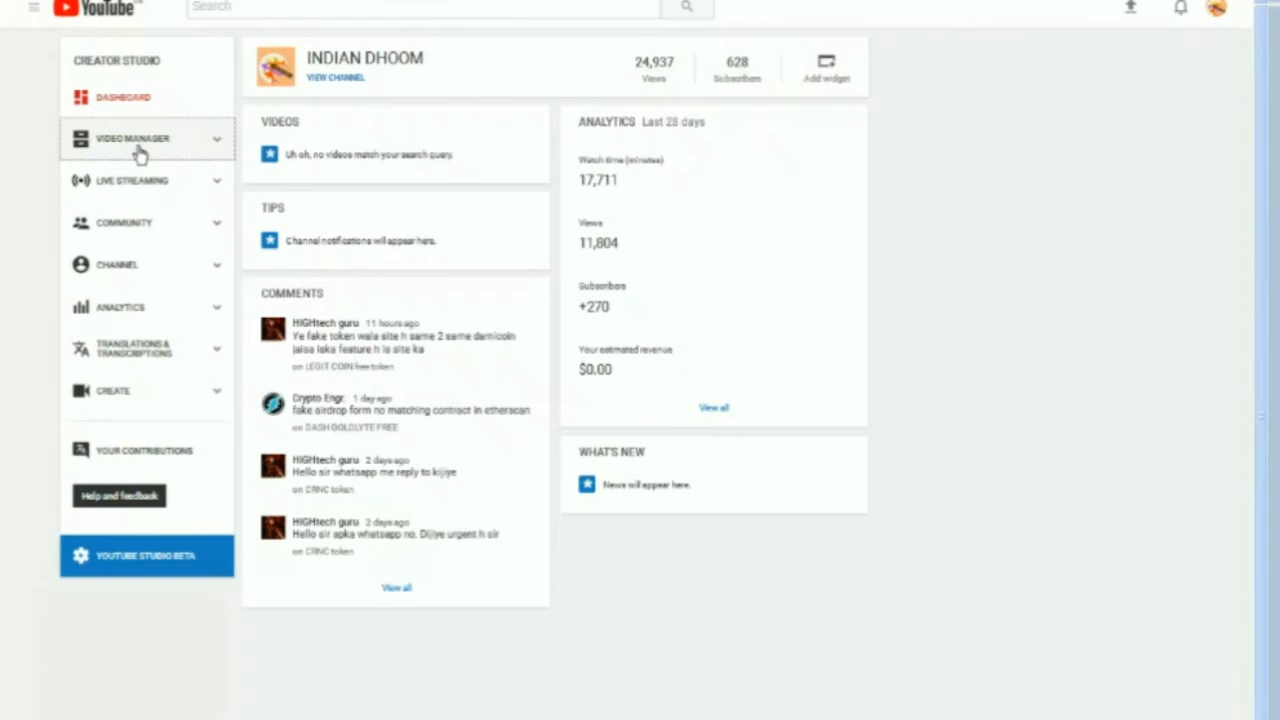 YouTube
Search
CREATOR STUDIO
DASHBOARD
VIDEO MANAGER
LIVE STREAMING
COMMUNITY
CHANNEL
ANALYTICS
TRANSLATIONS &
TRANSCRIPTIONS
CREATE
YOUR CONTRIBUTIONS
Help and feedback
YOUTUBE STUDIO BETA
INDIAN DHOOM
VIEW CHANNEL
24,937
Views
628
Subscribers
Add widget
VIDEOS
Uh oh, no videos match your search query.
TIPS
Channel notifications will appear here.
COMMENTS
HIGHtech guru 11 hours ago
Ye fake token wala site h same 2 same damicoin
jaisa iska feature h is site ka
on LEGIT COIN free token
Crypto Engr. 1 day ago
fake airdrop form no matching contract in etherscan
on DASH GOLDLYTE FREE
HIGHtech guru 2 days ago
Hello sir whatsapp me reply to kijiye
on CRNC token
HIGHtech guru 2 days ago
Hello sir apka whatsapp no. Dijiye urgent h sir
on CRNC token
View all
ANALYTICS Last 28 days
Watch time (minutes)
17,711
Views
11,804
Subscribers
+270
Your estimated revenue
$0.00
View all
WHAT'S NEW
News will appear here.